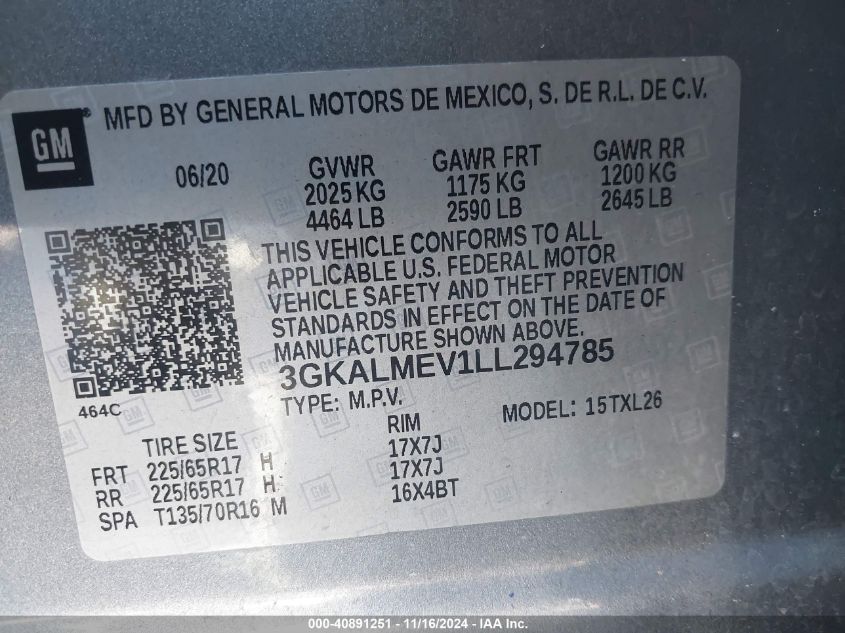 GM
MFD BY GENERAL MOTORS DE MEXICO, S. DE R.L. DE C.V.
06/20 GVWR GAWR FRT GAWR RR
2025 KG 1175 KG 1200 KG
4464 LB 2590 LB 2645 LB
THIS VEHICLE CONFORMS TO ALL
APPLICABLE U.S. FEDERAL MOTOR
VEHICLE SAFETY AND THEFT PREVENTION
STANDARDS IN EFFECT ON THE DATE OF
MANUFACTURE SHOWN ABOVE.
3GKALMEV1LL294785
464C
TYPE: M.P.V. MODEL: 15TXL26
TIRE SIZE RIM
FRT 225/65R17 H 17X7J
RR 225/65R17 H 17X7J
SPA T135/70R16 M 16X4BT
000-40891251 - 11/16/2024 - IAA Inc.